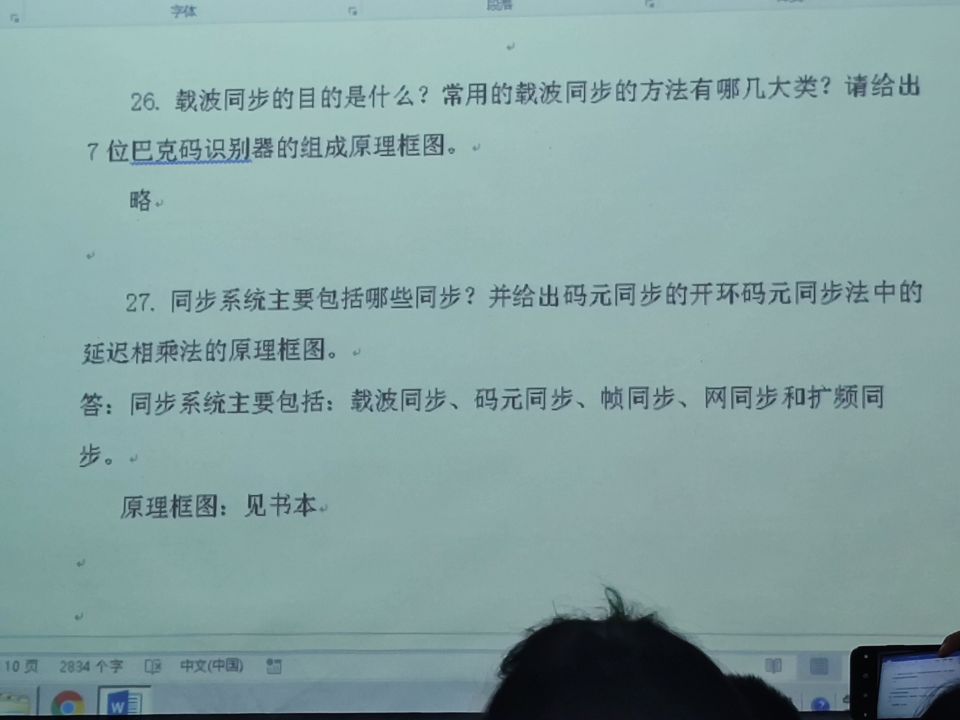 字体
段落
26. 载波同步的目的是什么？常用的载波同步的方法有哪几大类？请给出
7 位巴克码识别器的组成原理框图。
略
27. 同步系统主要包括哪些同步？并给出码元同步的开环码元同步法中的
延迟相乘法的原理框图。
答：同步系统主要包括：载波同步、码元同步、帧同步、网同步和扩频同
步。
原理框图：见书本
10 页 2834 个字 中文(中国)